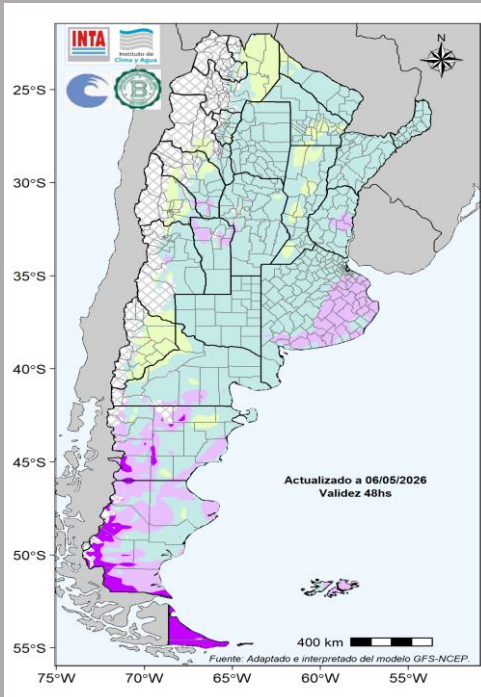 INTA
Instituto de
Clima y Agua
B
N
25°S
30°S
35°S
40°S
45°S
50°S
55°S
Actualizado a 06/05/2026
Validez 48hs
400 km
Fuente: Adaptado e interpretado del modelo GFS-NCEP.
75°W
70°W
65°W
60°W
55°W